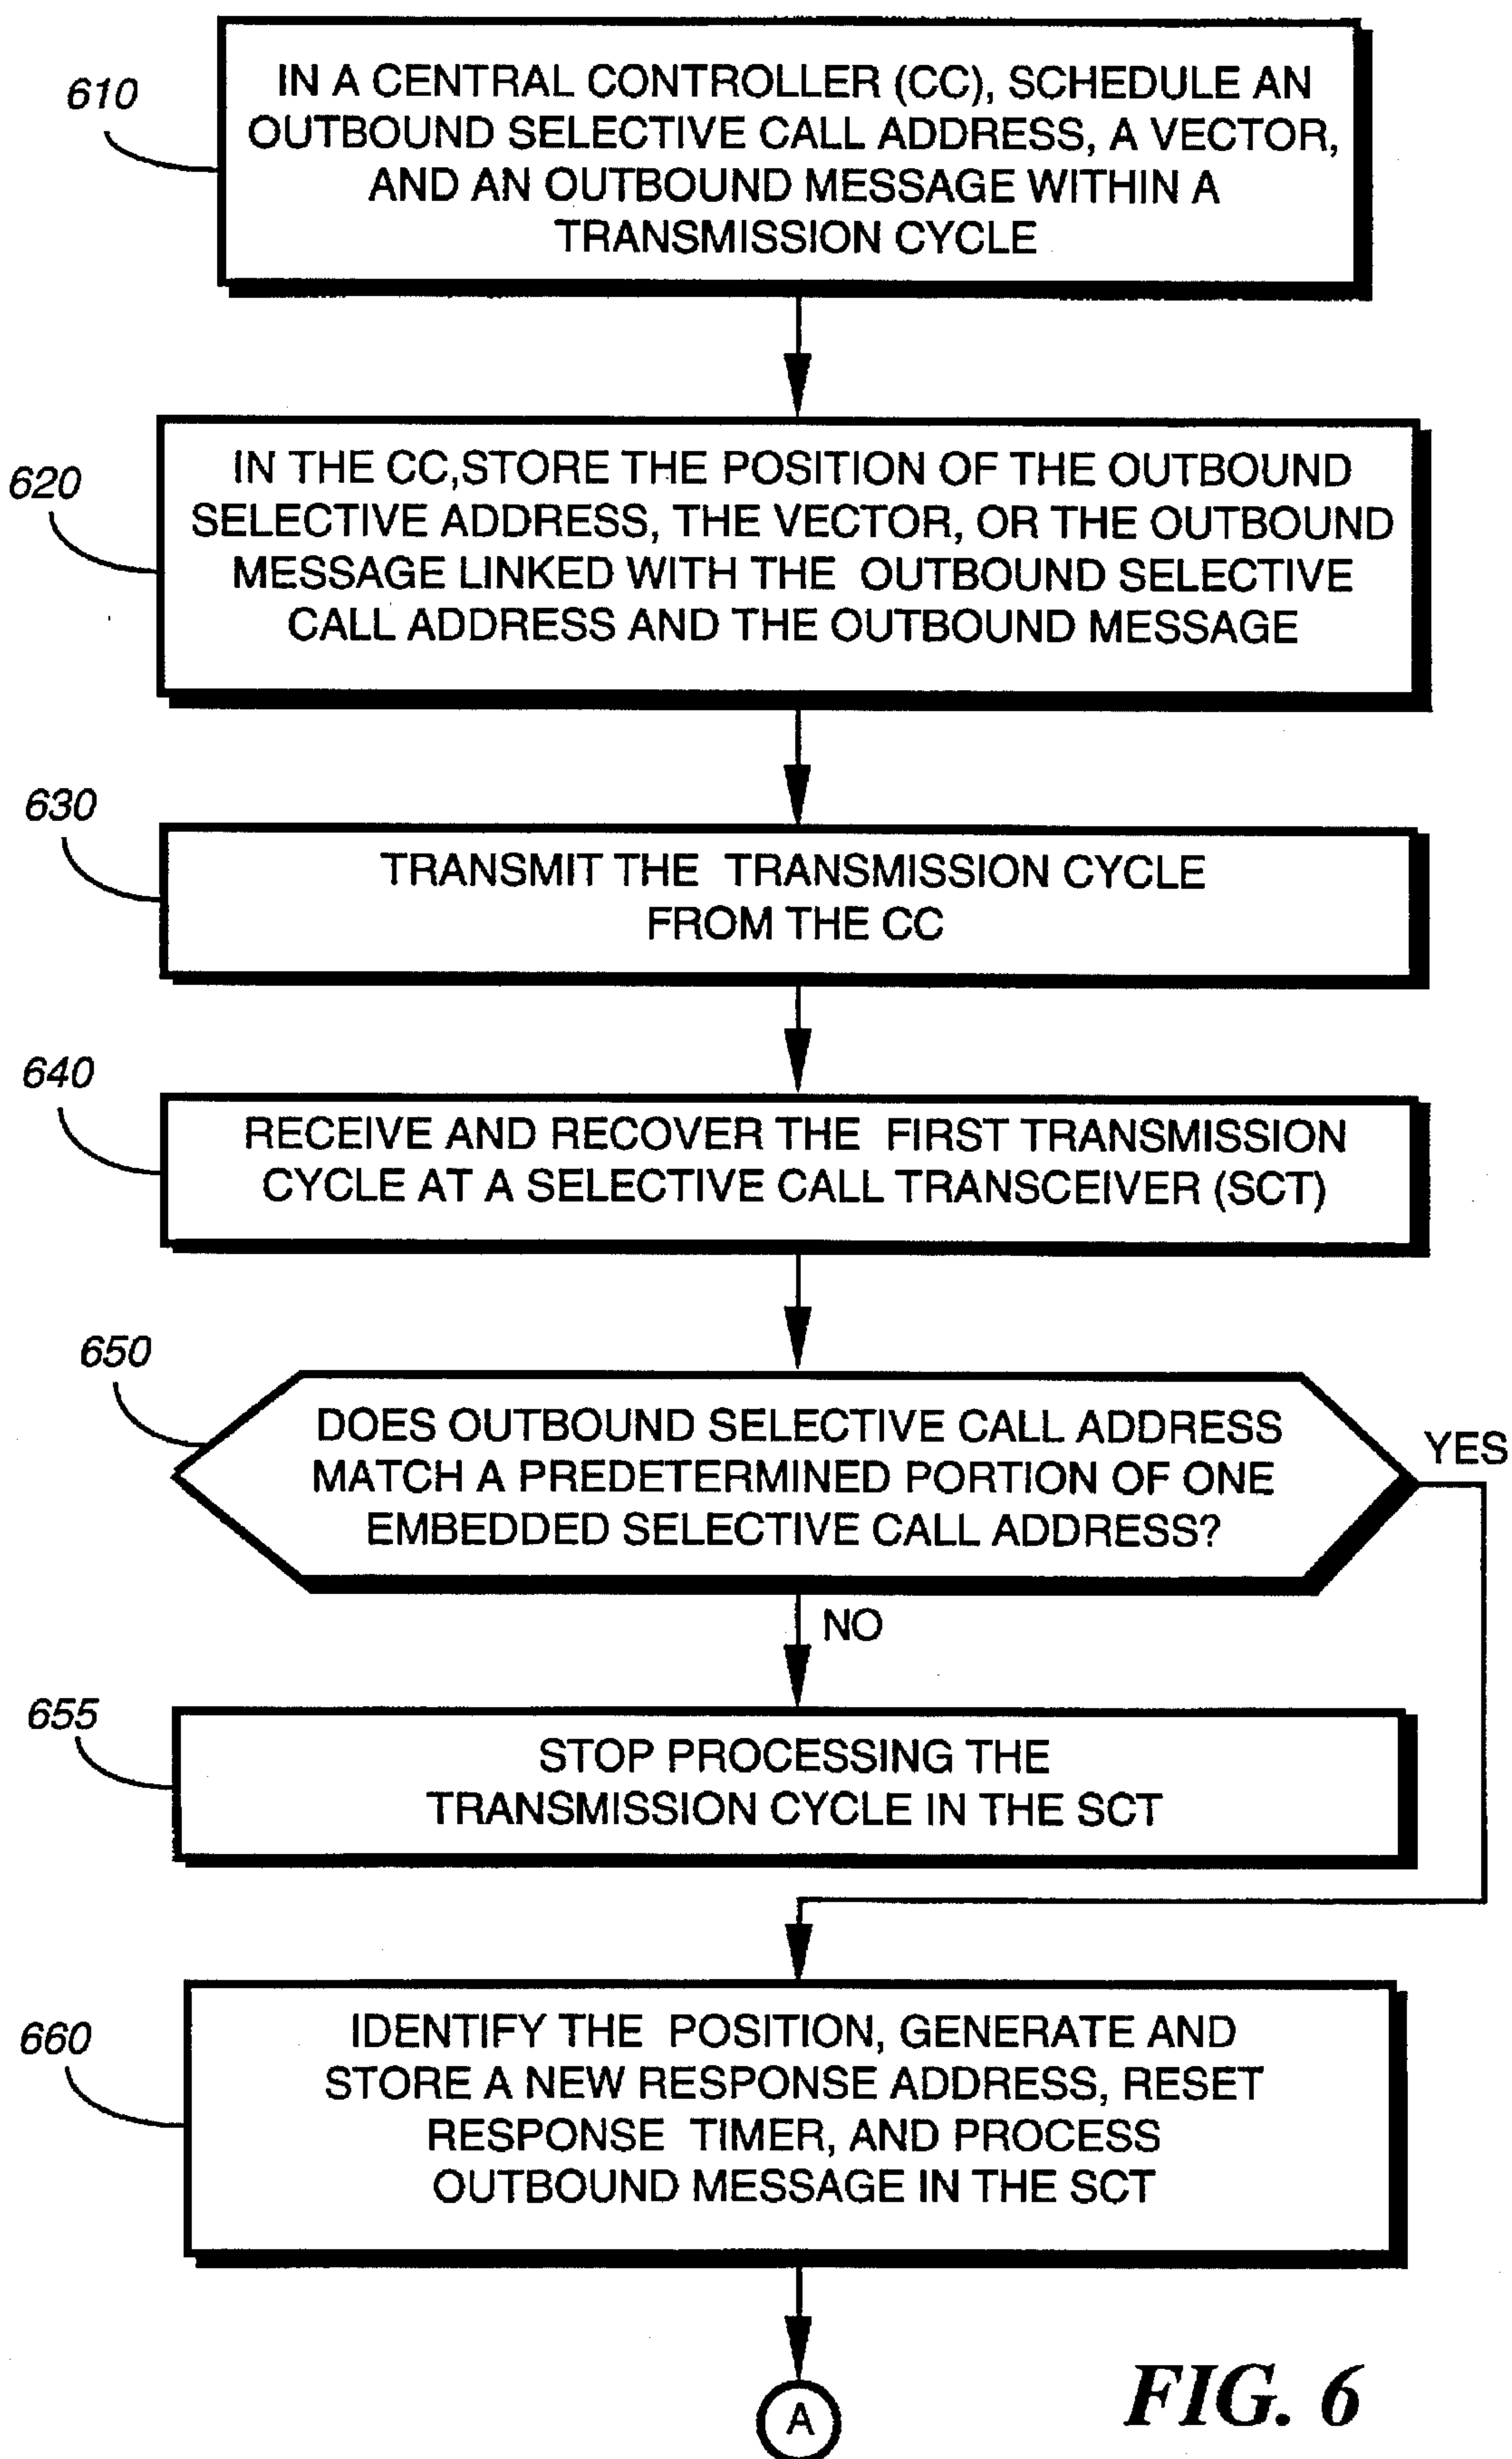 610
IN A CENTRAL CONTROLLER (CC), SCHEDULE AN
OUTBOUND SELECTIVE CALL ADDRESS, A VECTOR,
AND AN OUTBOUND MESSAGE WITHIN A
TRANSMISSION CYCLE
620
IN THE CC,STORE THE POSITION OF THE OUTBOUND
SELECTIVE ADDRESS, THE VECTOR, OR THE OUTBOUND
MESSAGE LINKED WITH THE OUTBOUND SELECTIVE
CALL ADDRESS AND THE OUTBOUND MESSAGE
630
TRANSMIT THE TRANSMISSION CYCLE
FROM THE CC
640
RECEIVE AND RECOVER THE FIRST TRANSMISSION
CYCLE AT A SELECTIVE CALL TRANSCEIVER (SCT)
650
DOES OUTBOUND SELECTIVE CALL ADDRESS
MATCH A PREDETERMINED PORTION OF ONE
EMBEDDED SELECTIVE CALL ADDRESS?
YES
NO
655
STOP PROCESSING THE
TRANSMISSION CYCLE IN THE SCT
660
IDENTIFY THE POSITION, GENERATE AND
STORE A NEW RESPONSE ADDRESS, RESET
RESPONSE TIMER, AND PROCESS
OUTBOUND MESSAGE IN THE SCT
A
FIG. 6